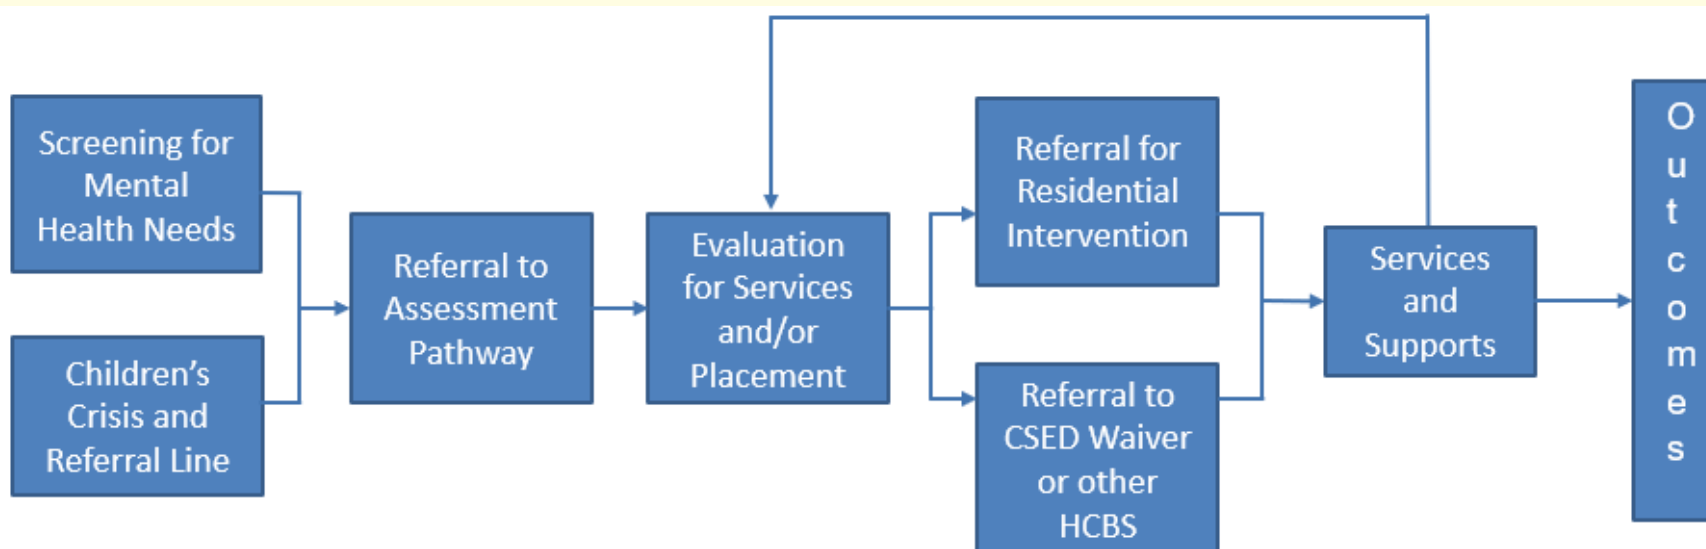 Screening for
Mental
Health Needs
Children’s
Crisis and
Referral Line
Referral to
Assessment
Pathway
Evaluation
for Services
and/or
Placement
Referral for
Residential
Intervention
Referral to
CSED Waiver
or other
HCBS
Services
and
Supports
O
u
t
c
o
m
e
s